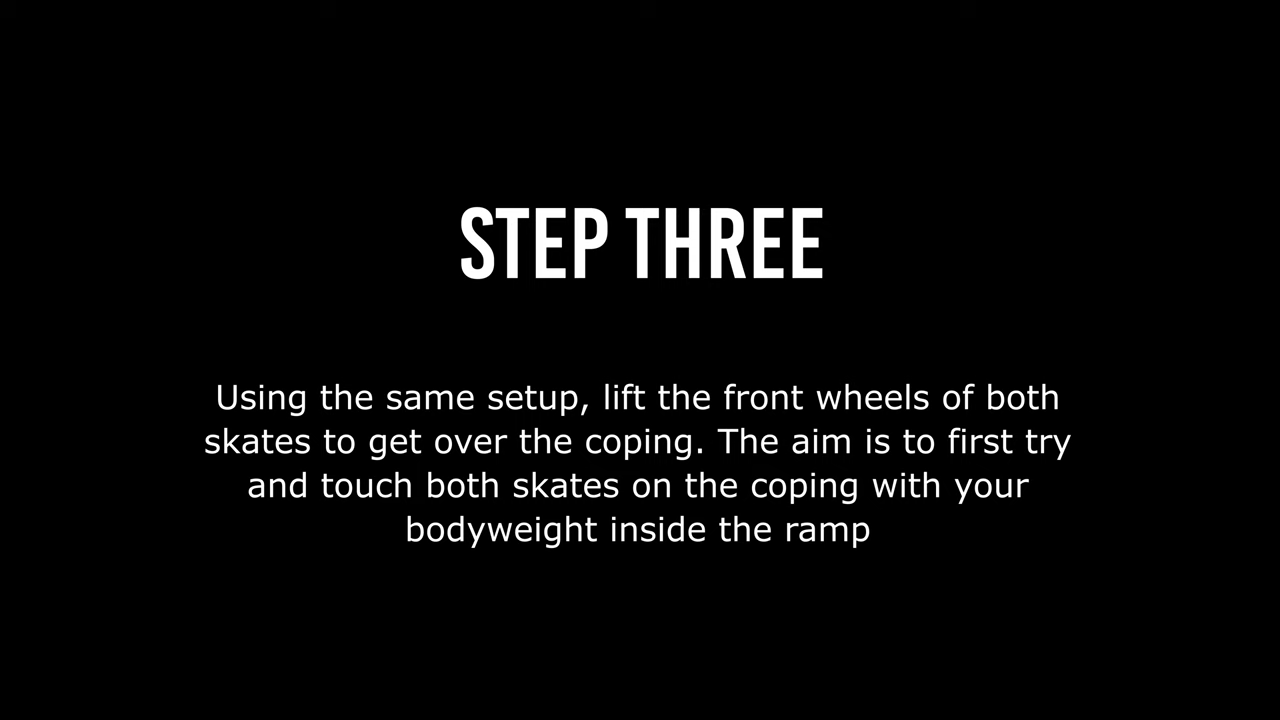 STEP THREE
Using the same setup, lift the front wheels of both
skates to get over the coping. The aim is to first try
and touch both skates on the coping with your
bodyweight inside the ramp